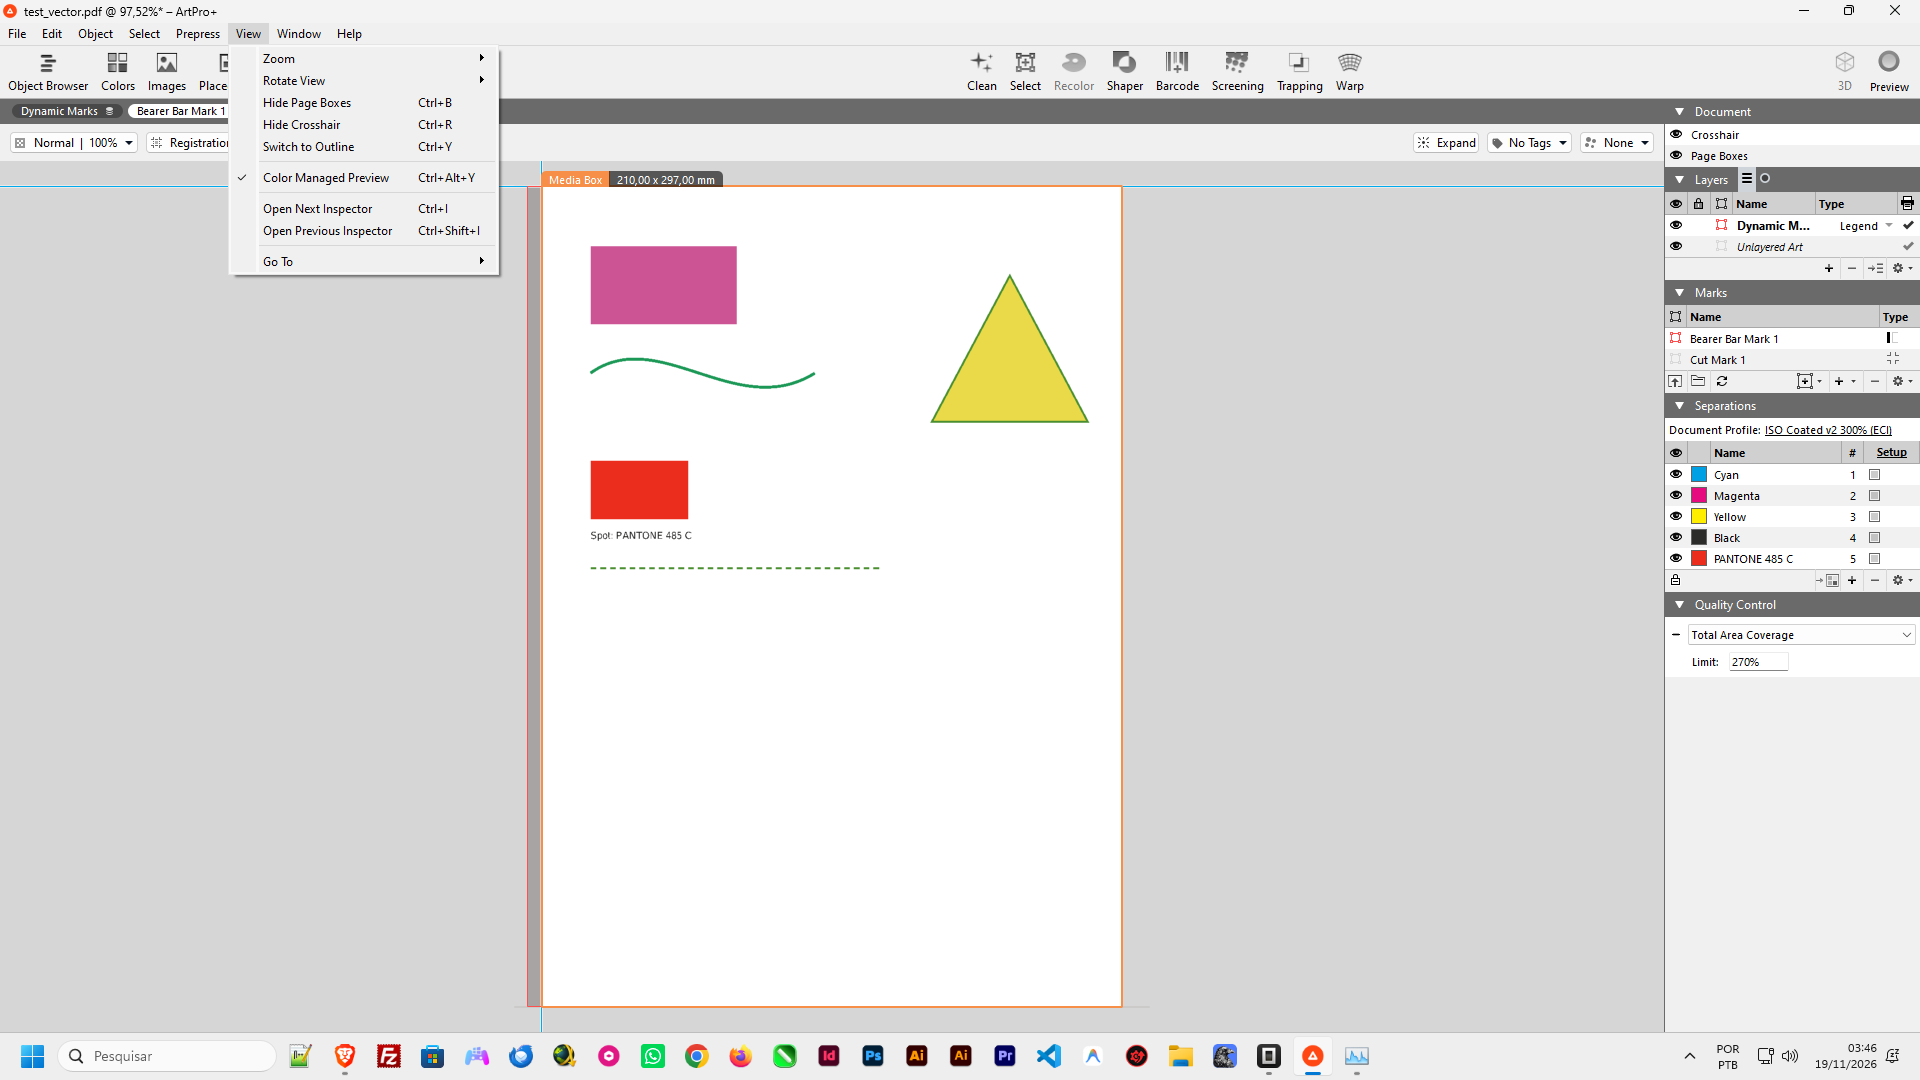 test_vector.pdf @ 97,52%* – ArtPro+
File Edit Object Select Prepress View Window Help
Object Browser Colors Images Place
Clean Select Recolor Shaper Barcode Screening Trapping Warp
3D Preview
Zoom
Rotate View
Hide Page Boxes Ctrl+B
Hide Crosshair Ctrl+R
Switch to Outline Ctrl+Y
Color Managed Preview Ctrl+Alt+Y
Open Next Inspector Ctrl+I
Open Previous Inspector Ctrl+Shift+I
Go To
Dynamic Marks Bearer Bar Mark 1
Normal | 100% Registration
Expand No Tags None
Media Box 210,00 x 297,00 mm
Spot: PANTONE 485 C
Document
Crosshair
Page Boxes
Layers
Name Type
Dynamic M... Legend
Unlayered Art
Marks
Name Type
Bearer Bar Mark 1
Cut Mark 1
Separations
Document Profile: ISO Coated v2 300% (ECI)
Name # Setup
Cyan 1
Magenta 2
Yellow 3
Black 4
PANTONE 485 C 5
Quality Control
Total Area Coverage
Limit: 270%
Pesquisar
Fz
Id
Ps
Ai
Ai
Pr
POR
PTB
03:46
19/11/2026